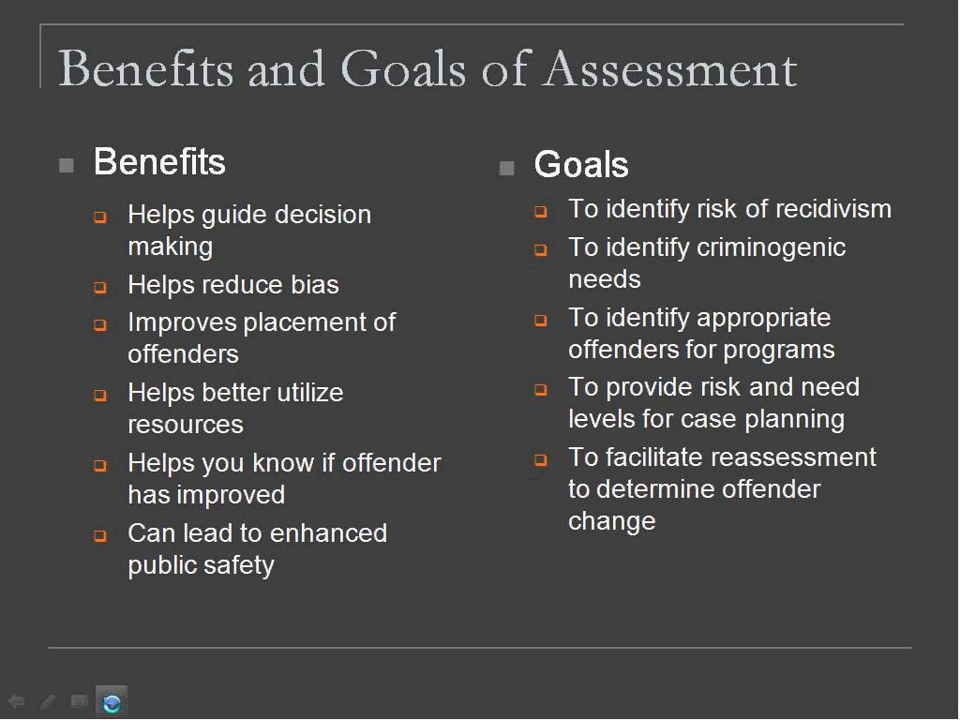 Benefits and Goals of Assessment
Benefits
Helps guide decision
making
Helps reduce bias
Improves placement of
offenders
Helps better utilize
resources
Helps you know if offender
has improved
Can lead to enhanced
public safety
Goals
To identify risk of recidivism
To identify criminogenic
needs
To identify appropriate
offenders for programs
To provide risk and need
levels for case planning
To facilitate reassessment
to determine offender
change